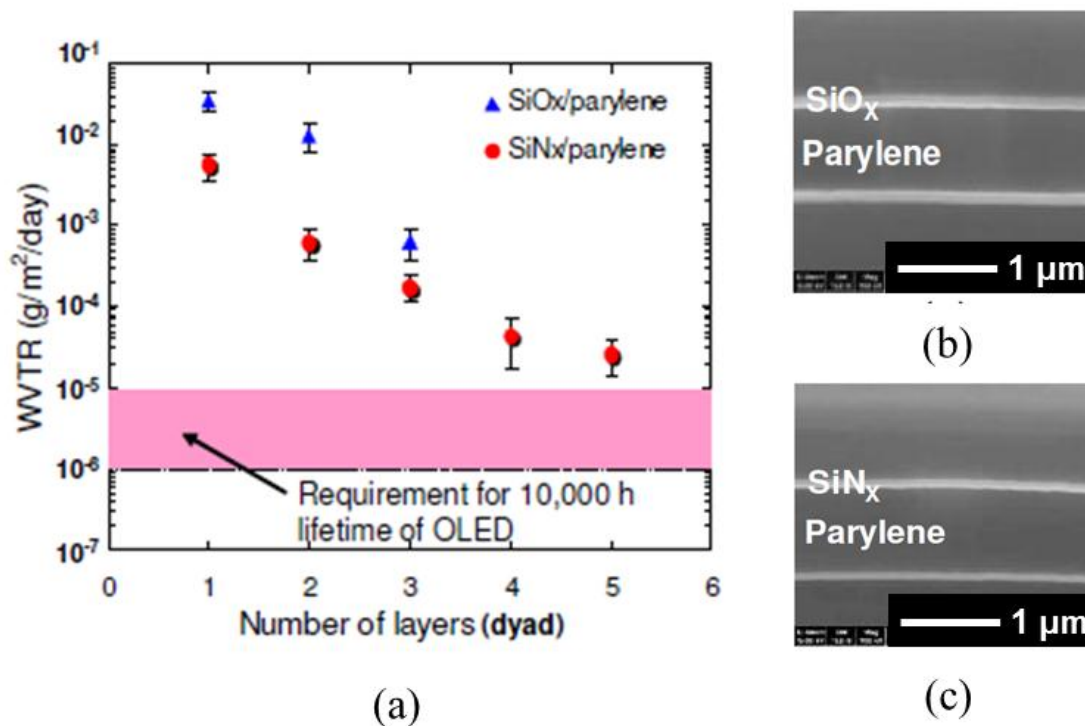 10⁻¹
10⁻²
10⁻³
10⁻⁴
10⁻⁵
10⁻⁶
10⁻⁷
WVTR (g/m²/day)
SiOx/parylene
SiNx/parylene
Requirement for 10,000 h
lifetime of OLED
0 1 2 3 4 5 6
Number of layers (dyad)
(a)
SiOₓ
Parylene
1 μm
(b)
SiNₓ
Parylene
1 μm
(c)